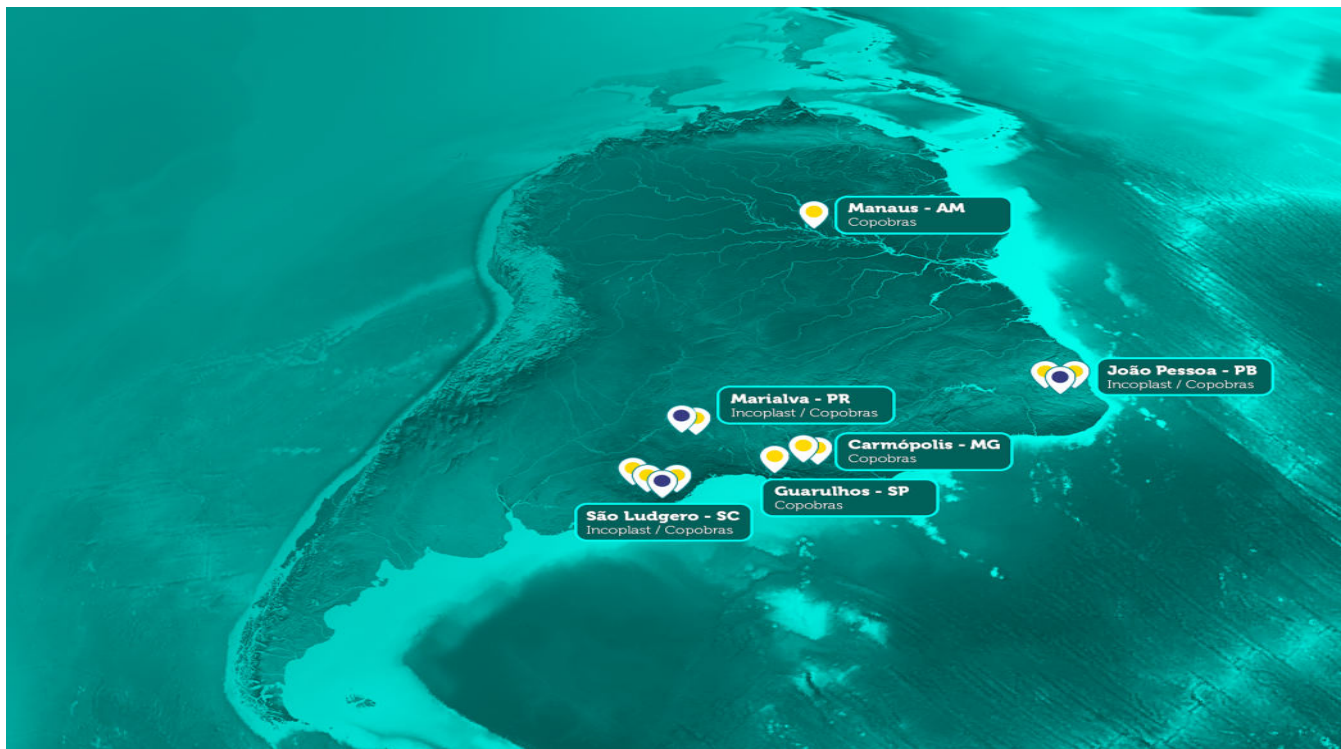 Manaus - AM
Copobras
João Pessoa - PB
Incoplast / Copobras
Marialva - PR
Incoplast / Copobras
Carmópolis - MG
Copobras
Guarulhos - SP
Copobras
São Ludgero - SC
Incoplast / Copobras